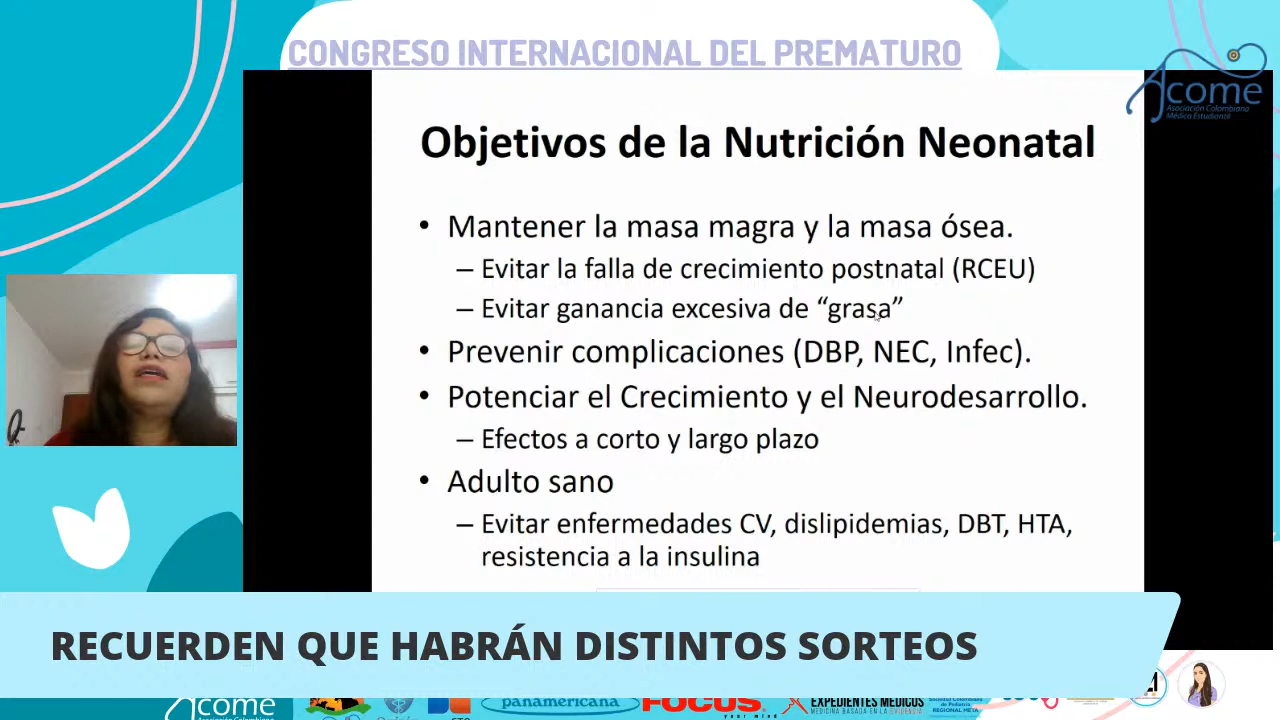 CONGRESO INTERNACIONAL DEL PREMATURO
Acome
Asociación Colombiana
Médica Estudiantil
Objetivos de la Nutrición Neonatal
• Mantener la masa magra y la masa ósea.
– Evitar la falla de crecimiento postnatal (RCEU)
– Evitar ganancia excesiva de “grasa”
• Prevenir complicaciones (DBP, NEC, Infec).
• Potenciar el Crecimiento y el Neurodesarrollo.
– Efectos a corto y largo plazo
• Adulto sano
– Evitar enfermedades CV, dislipidemias, DBT, HTA,
resistencia a la insulina
RECUERDEN QUE HABRÁN DISTINTOS SORTEOS
Acome
panamericana
FOCUS
your mind
EXPEDIENTES MÉDICOS
MEDICINA BASADA EN LA EVIDENCIA
Sociedad Colombiana
de Pediatría
REGIONAL META